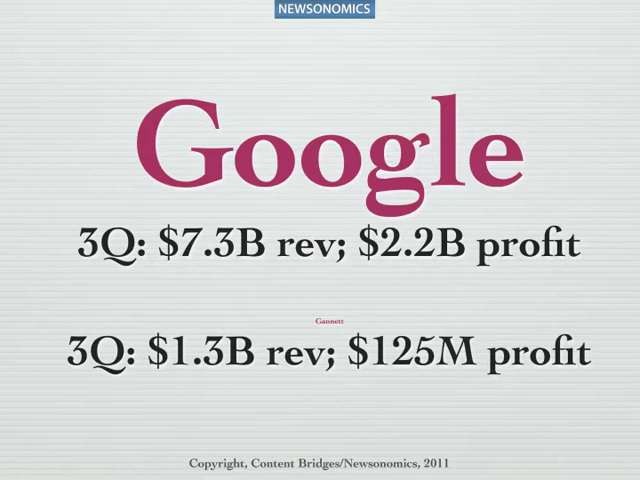 NEWSONOMICS
Google
3Q: $7.3B rev; $2.2B profit
Gannett
3Q: $1.3B rev; $125M profit
Copyright, Content Bridges/Newsonomics, 2011